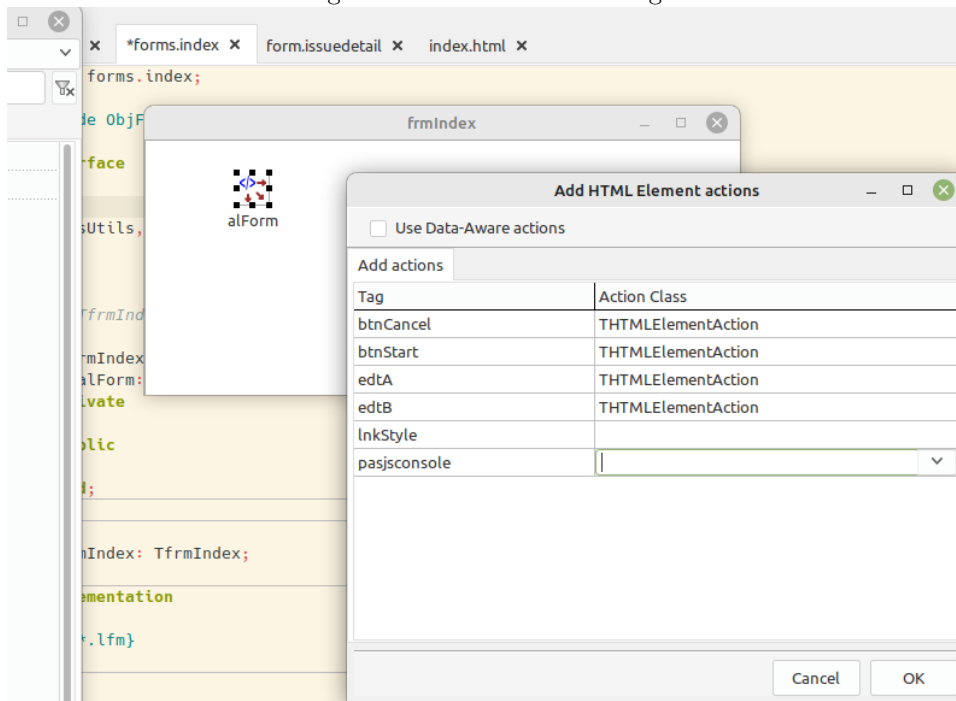 *forms.index
form.issuedetail
index.html
forms.index;
de ObjF
rface
sUtils,
TfrmInd
rmIndex
alForm:
ivate
blic
d;
mIndex: TfrmIndex;
ementation
*.lfm}
frmIndex
alForm
Add HTML Element actions
Use Data-Aware actions
Add actions
Tag Action Class
btnCancel THTMLElementAction
btnStart THTMLElementAction
edtA THTMLElementAction
edtB THTMLElementAction
lnkStyle
pasjsconsole
Cancel OK